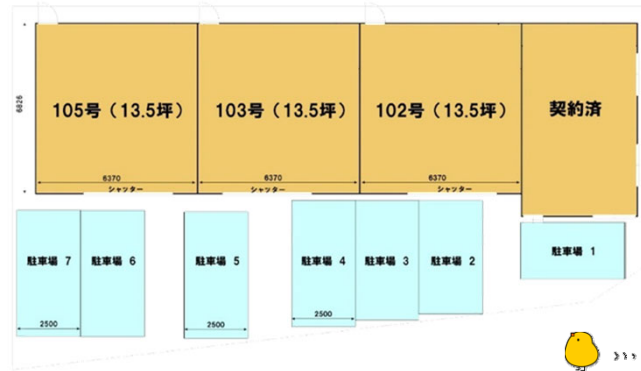 105号（13.5坪）
103号（13.5坪）
102号（13.5坪）
契約済
6826
6370
6370
6370
シャッター
シャッター
シャッター
駐車場 7
駐車場 6
駐車場 5
駐車場 4
駐車場 3
駐車場 2
駐車場 1
2500
2500
2500